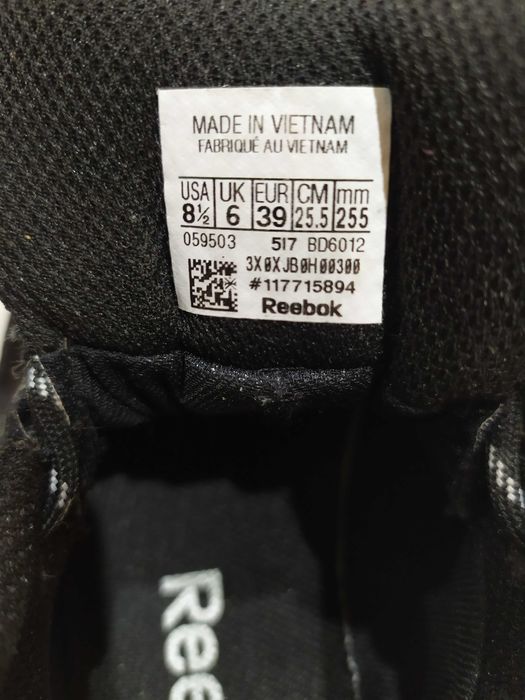 MADE IN VIETNAM
FABRIQUÉ AU VIETNAM
USA UK EUR CM mm
8½ 6 39 25.5 255
059503 517 BD6012
3X0XJB0H00300
#117715894
Reebok
Ree